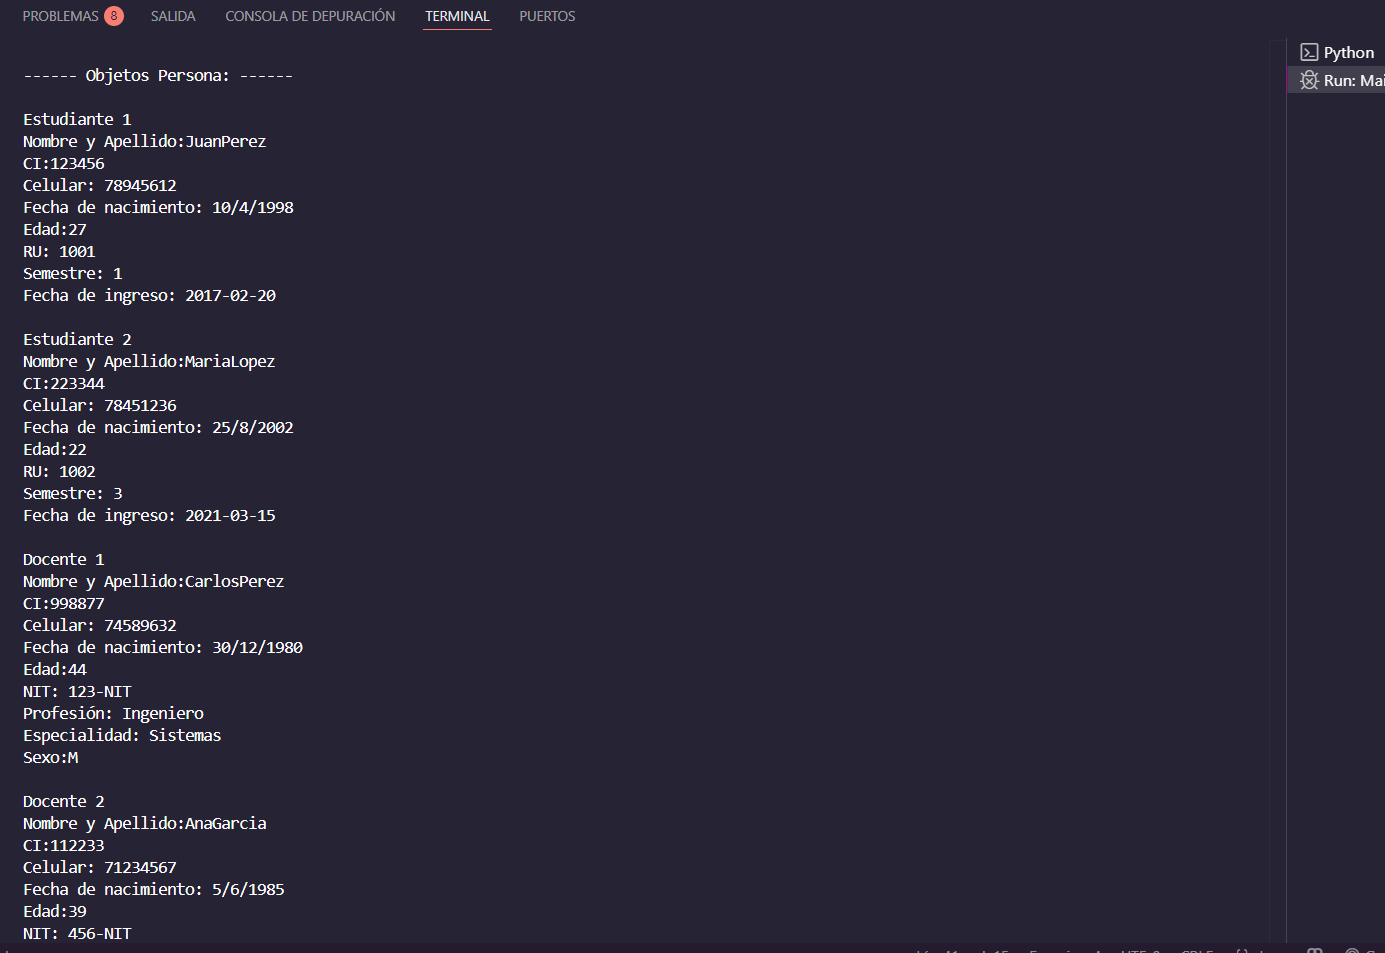 PROBLEMAS 8 SALIDA CONSOLA DE DEPURACIÓN TERMINAL PUERTOS
Python
Run: Mai
------ Objetos Persona: ------
Estudiante 1
Nombre y Apellido:JuanPerez
CI:123456
Celular: 78945612
Fecha de nacimiento: 10/4/1998
Edad:27
RU: 1001
Semestre: 1
Fecha de ingreso: 2017-02-20
Estudiante 2
Nombre y Apellido:MariaLopez
CI:223344
Celular: 78451236
Fecha de nacimiento: 25/8/2002
Edad:22
RU: 1002
Semestre: 3
Fecha de ingreso: 2021-03-15
Docente 1
Nombre y Apellido:CarlosPerez
CI:998877
Celular: 74589632
Fecha de nacimiento: 30/12/1980
Edad:44
NIT: 123-NIT
Profesión: Ingeniero
Especialidad: Sistemas
Sexo:M
Docente 2
Nombre y Apellido:AnaGarcia
CI:112233
Celular: 71234567
Fecha de nacimiento: 5/6/1985
Edad:39
NIT: 456-NIT